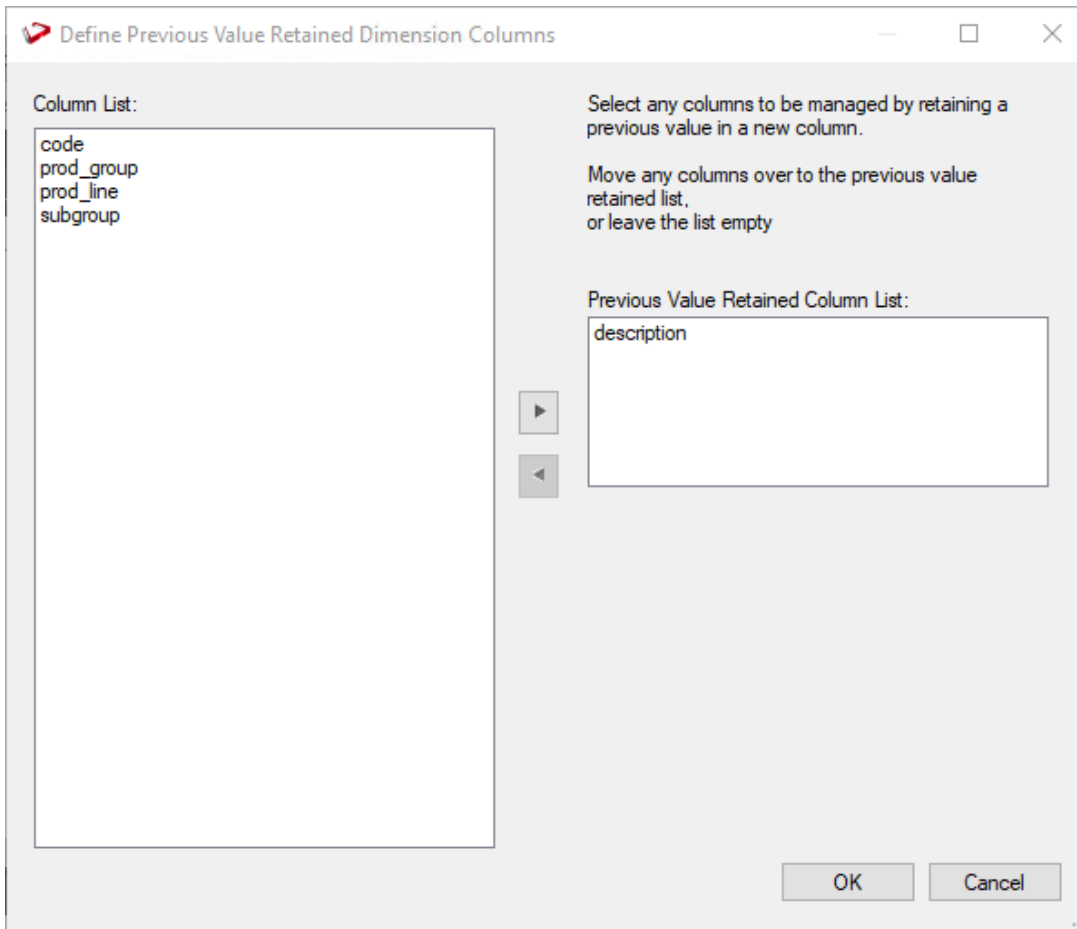 Define Previous Value Retained Dimension Columns
Column List:
code
prod_group
prod_line
subgroup
Select any columns to be managed by retaining a
previous value in a new column.
Move any columns over to the previous value
retained list,
or leave the list empty
Previous Value Retained Column List:
description
OK
Cancel